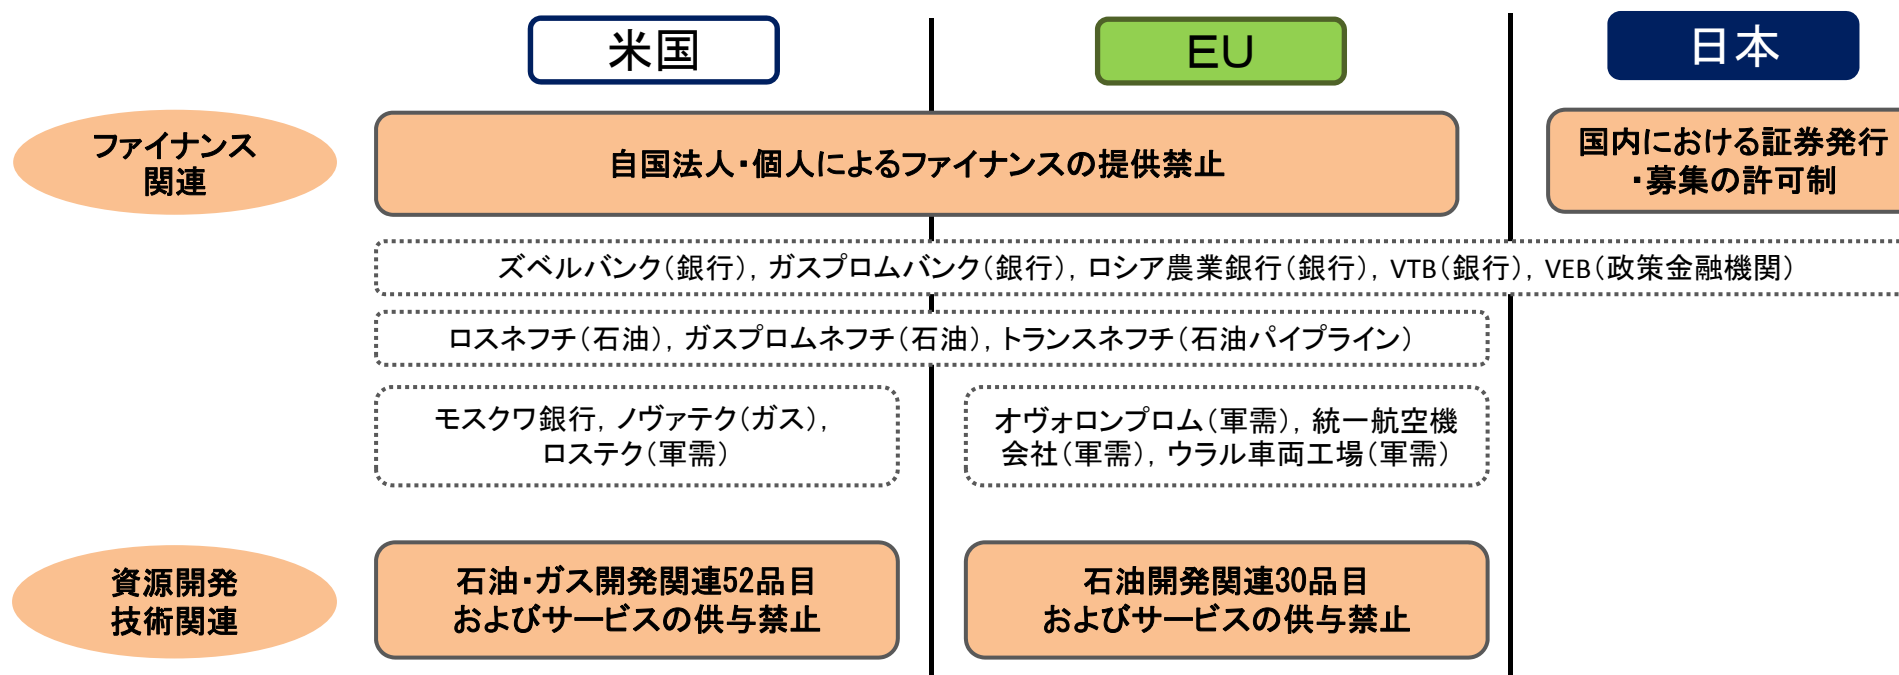 米国
EU
日本
ファイナンス
関連
自国法人・個人によるファイナンスの提供禁止
国内における証券発行
・募集の許可制
ズベルバンク(銀行), ガスプロムバンク(銀行), ロシア農業銀行(銀行), VTB(銀行), VEB(政策金融機関)
ロスネフチ(石油), ガスプロムネフチ(石油), トランスネフチ(石油パイプライン)
モスクワ銀行, ノヴァテク(ガス),
ロステク(軍需)
オヴォロンプロム(軍需), 統一航空機
会社(軍需), ウラル車両工場(軍需)
資源開発
技術関連
石油・ガス開発関連52品目
およびサービスの供与禁止
石油開発関連30品目
およびサービスの供与禁止